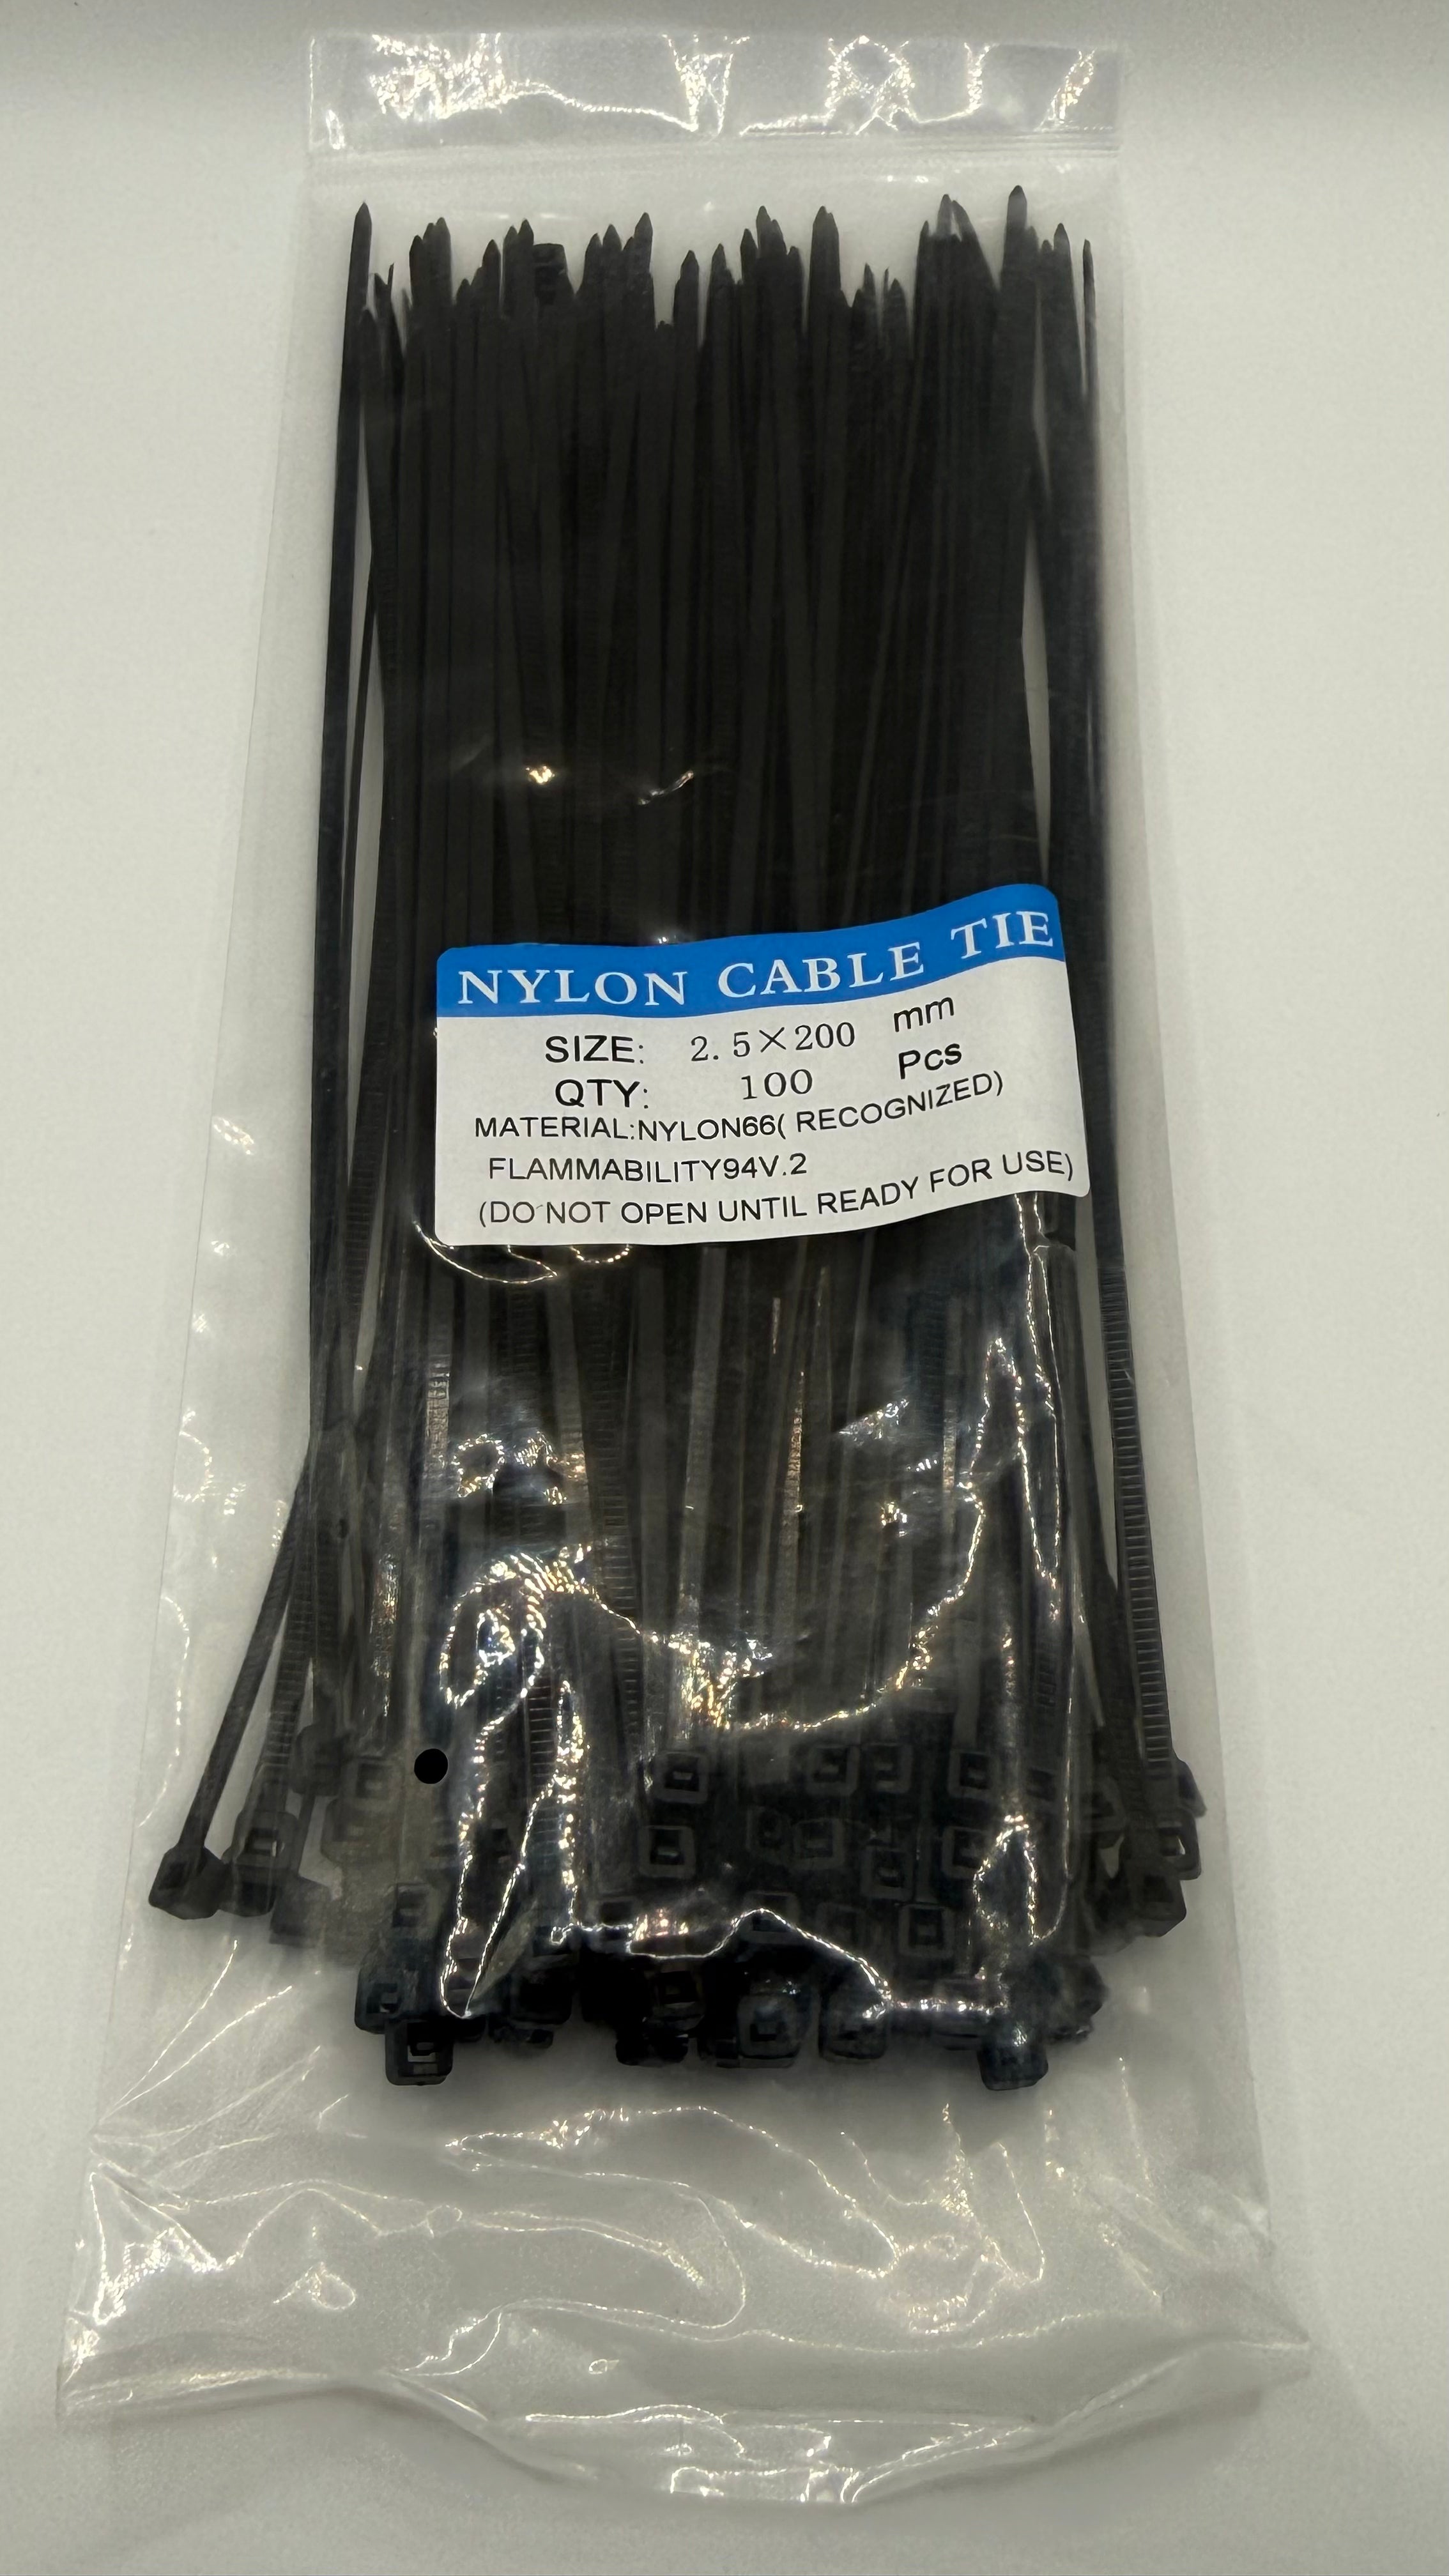 NYLON CABLE TIE
SIZE: 2.5×200 mm
QTY: 100 Pcs
MATERIAL:NYLON66( RECOGNIZED)
FLAMMABILITY94V.2
(DO NOT OPEN UNTIL READY FOR USE)